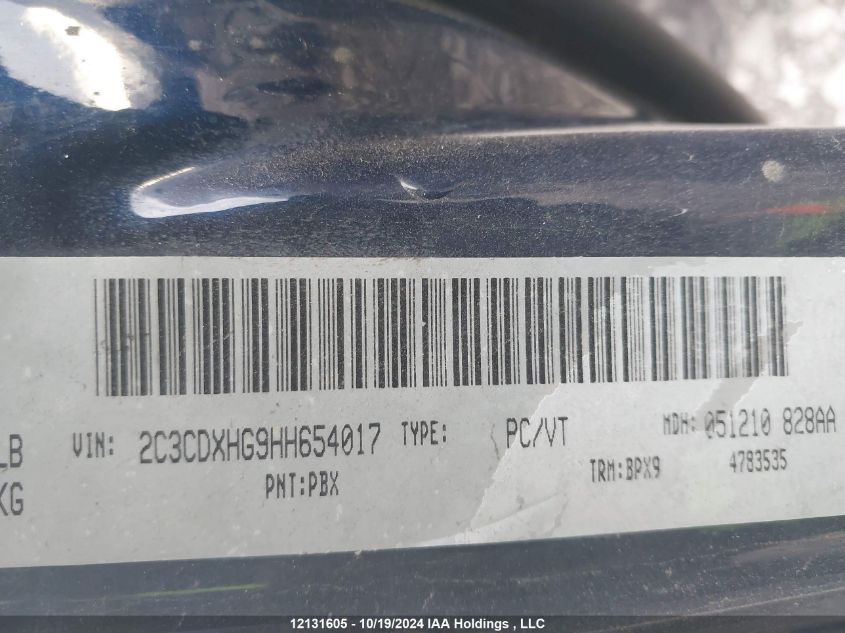 LB VIN: 2C3CDXHG9HH654017 TYPE: PC/VT MDH: 051210 828AA
KG PNT:PBX TRM:BPX9 4783535
12131605 - 10/19/2024 IAA Holdings , LLC